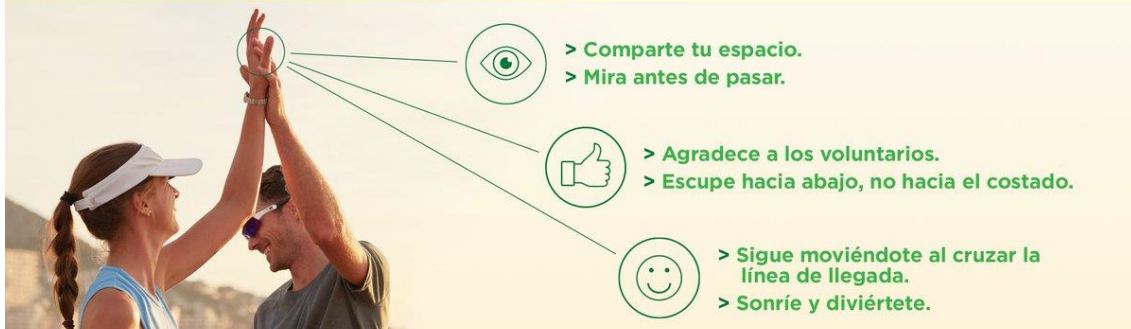 > Comparte tu espacio.
> Mira antes de pasar.
> Agradece a los voluntarios.
> Escupe hacia abajo, no hacia el costado.
> Sigue moviéndote al cruzar la
línea de llegada.
> Sonríe y diviértete.